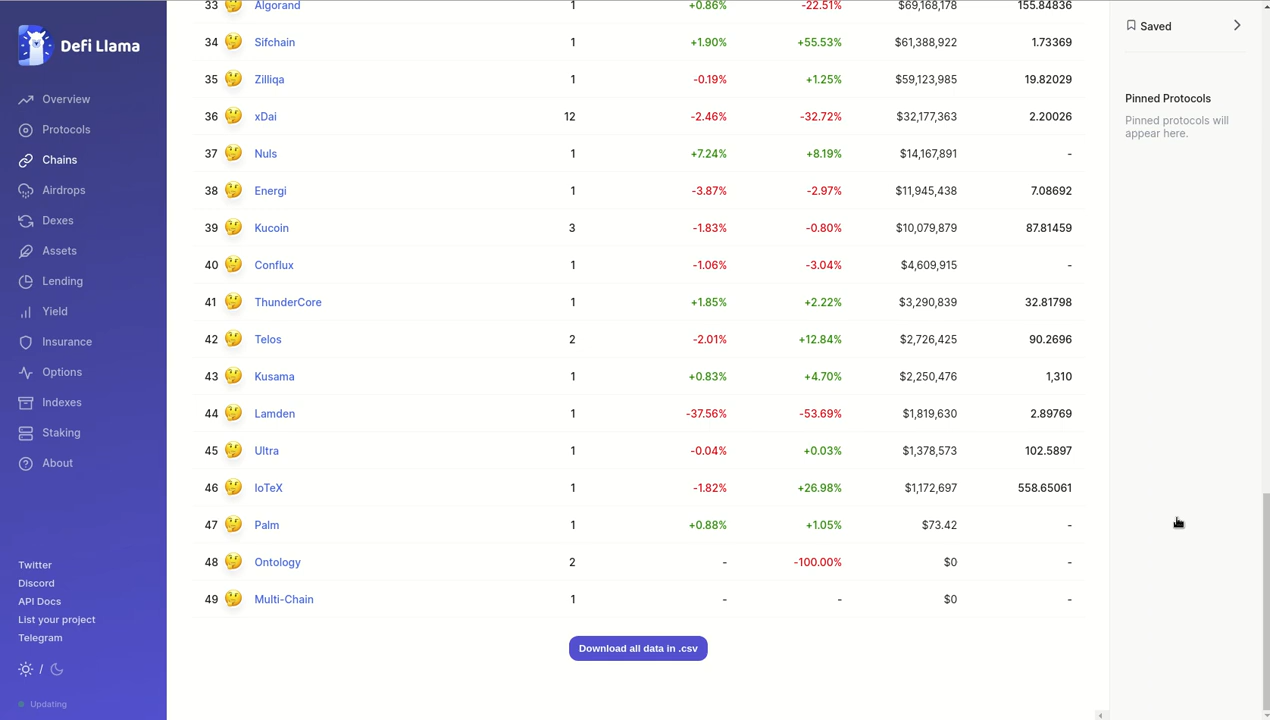 Defi Llama
Overview
Protocols
Chains
Airdrops
Dexes
Assets
Lending
Yield
Insurance
Options
Indexes
Staking
About
Twitter
Discord
API Docs
List your project
Telegram
/
Updating
33 Algorand 1 +0.86% -22.51% $69,168,178 155.84836
34 Sifchain 1 +1.90% +55.53% $61,388,922 1.73369
35 Zilliqa 1 -0.19% +1.25% $59,123,985 19.82029
36 xDai 12 -2.46% -32.72% $32,177,363 2.20026
37 Nuls 1 +7.24% +8.19% $14,167,891 -
38 Energi 1 -3.87% -2.97% $11,945,438 7.08692
39 Kucoin 3 -1.83% -0.80% $10,079,879 87.81459
40 Conflux 1 -1.06% -3.04% $4,609,915 -
41 ThunderCore 1 +1.85% +2.22% $3,290,839 32.81798
42 Telos 2 -2.01% +12.84% $2,726,425 90.2696
43 Kusama 1 +0.83% +4.70% $2,250,476 1,310
44 Lamden 1 -37.56% -53.69% $1,819,630 2.89769
45 Ultra 1 -0.04% +0.03% $1,378,573 102.5897
46 IoTeX 1 -1.82% +26.98% $1,172,697 558.65061
47 Palm 1 +0.88% +1.05% $73.42 -
48 Ontology 2 - -100.00% $0 -
49 Multi-Chain 1 - - $0 -
Download all data in .csv
Saved
Pinned Protocols
Pinned protocols will
appear here.